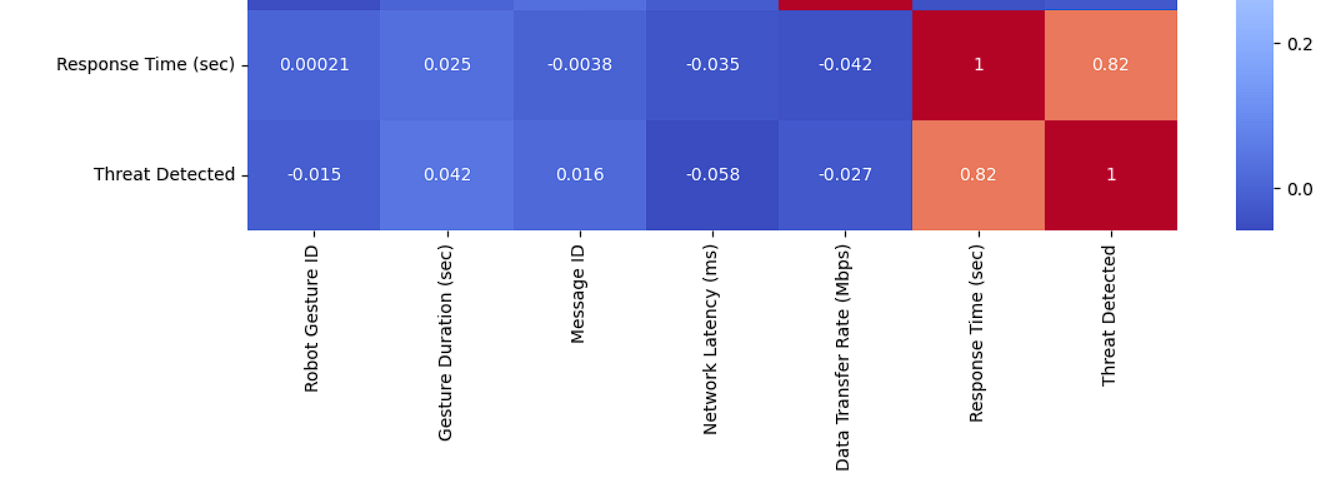 0.2
Response Time (sec) 0.00021 0.025 -0.0038 -0.035 -0.042 1 0.82
Threat Detected -0.015 0.042 0.016 -0.058 -0.027 0.82 1
0.0
Robot Gesture ID
Gesture Duration (sec)
Message ID
Network Latency (ms)
Data Transfer Rate (Mbps)
Response Time (sec)
Threat Detected